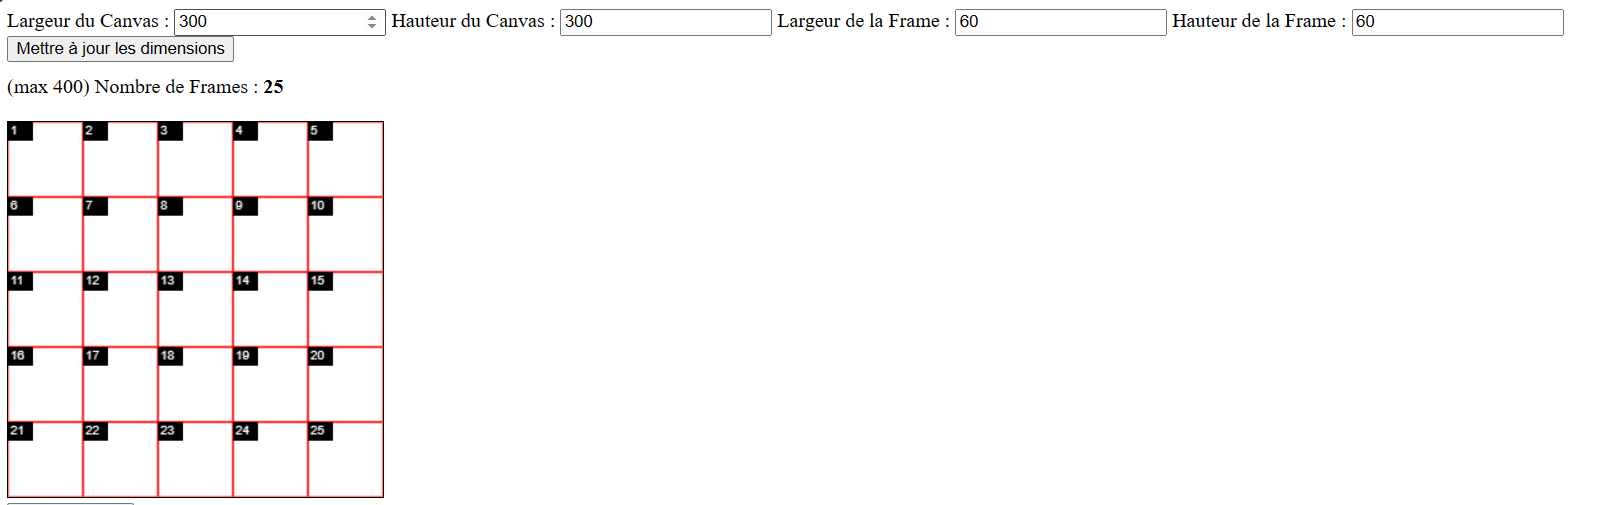 Largeur du Canvas : 300 Hauteur du Canvas : 300 Largeur de la Frame : 60 Hauteur de la Frame : 60
Mettre à jour les dimensions
(max 400) Nombre de Frames : 25
1 2 3 4 5
6 7 8 9 10
11 12 13 14 15
16 17 18 19 20
21 22 23 24 25